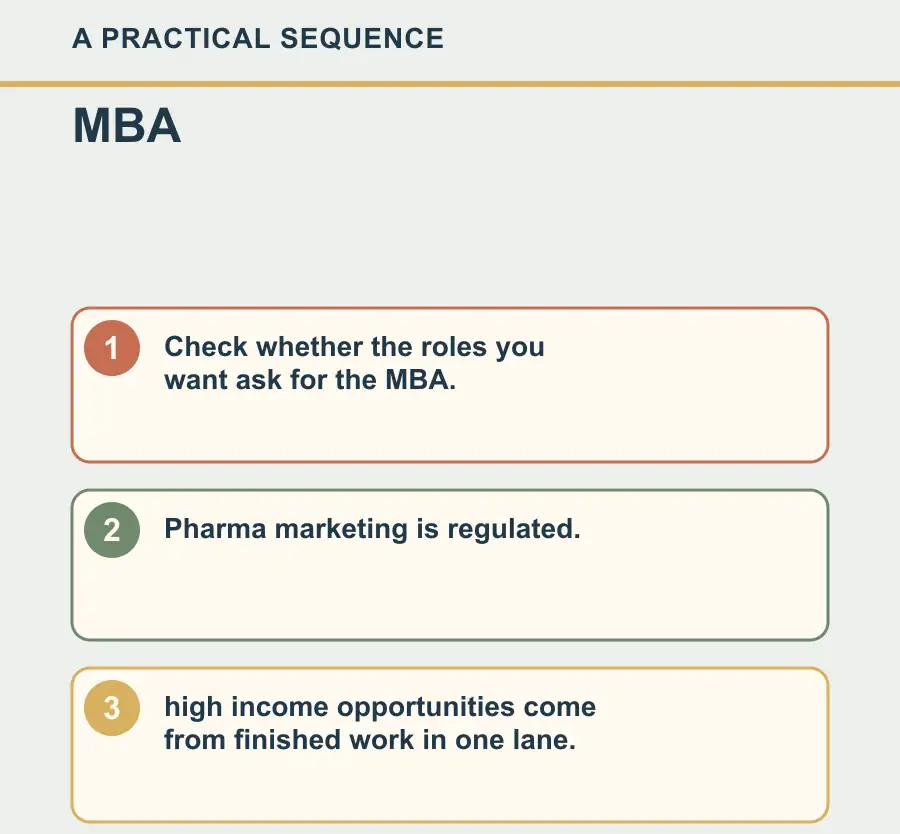 A PRACTICAL SEQUENCE
MBA
1
Check whether the roles you
want ask for the MBA.
2
Pharma marketing is regulated.
3
high income opportunities come
from finished work in one lane.